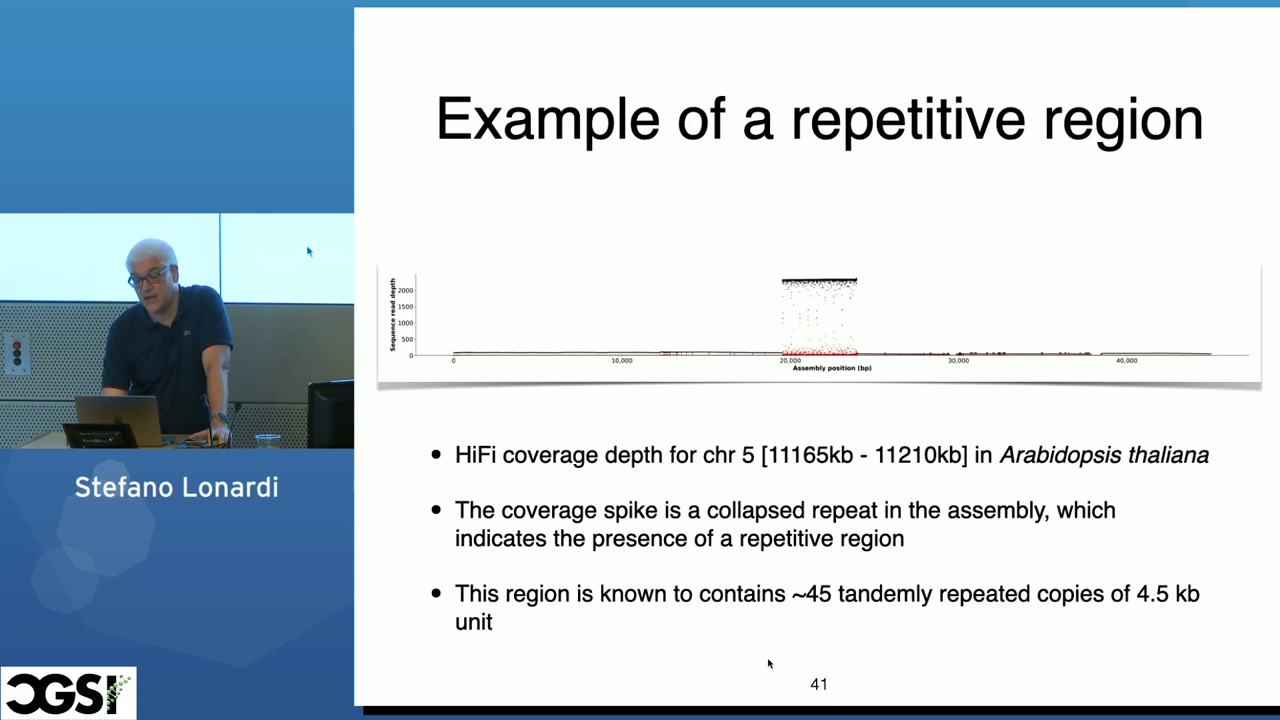 Example of a repetitive region
Sequence read depth
2000
1500
1000
500
0
0 10,000 20,000 30,000 40,000
Assembly position (bp)
• HiFi coverage depth for chr 5 [11165kb - 11210kb] in Arabidopsis thaliana
• The coverage spike is a collapsed repeat in the assembly, which
indicates the presence of a repetitive region
• This region is known to contains ~45 tandemly repeated copies of 4.5 kb
unit
41
Stefano Lonardi
CGSI